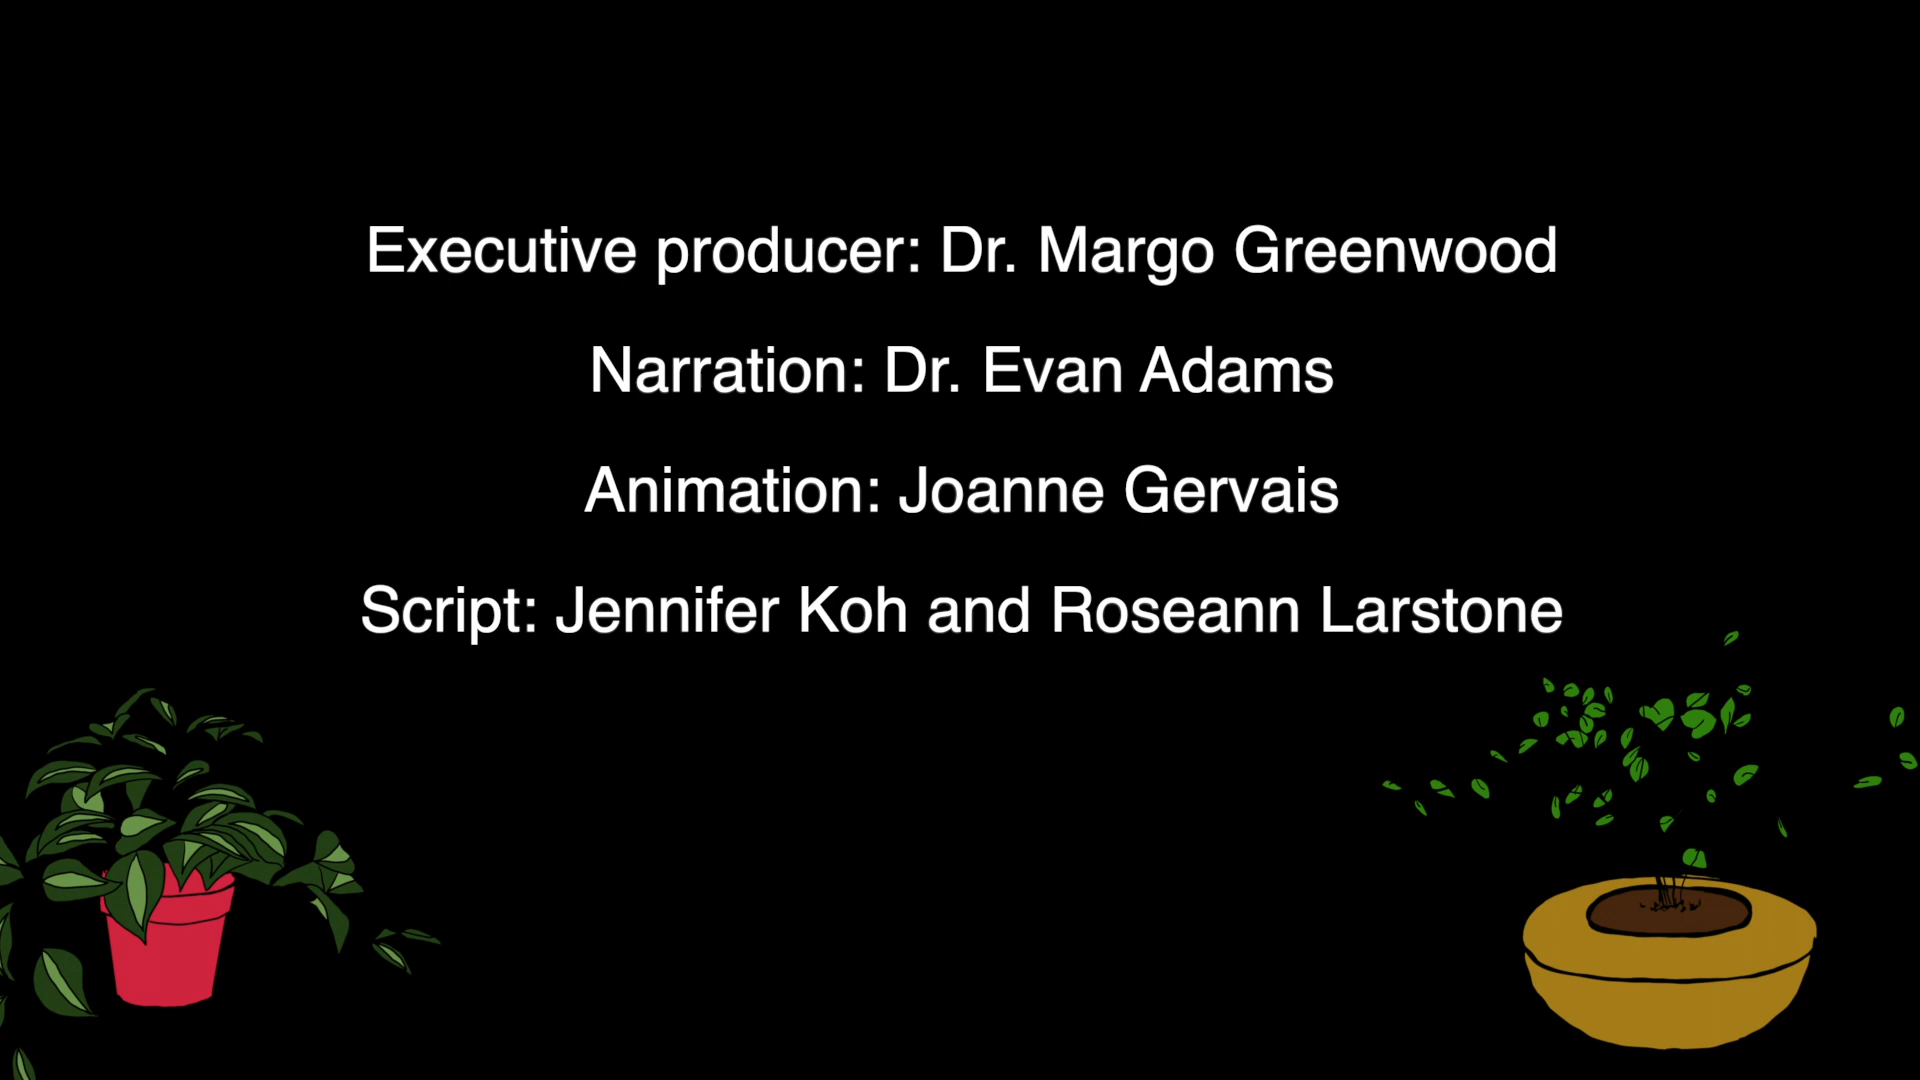 Executive producer: Dr. Margo Greenwood
Narration: Dr. Evan Adams
Animation: Joanne Gervais
Script: Jennifer Koh and Roseann Larstone